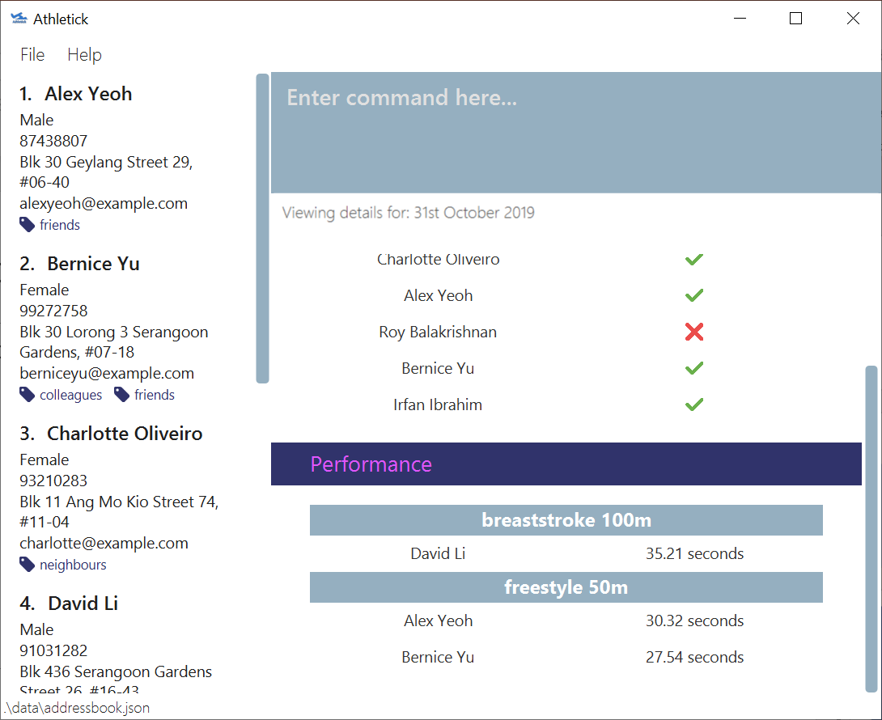 Athletick
File Help
1. Alex Yeoh
Male
87438807
Blk 30 Geylang Street 29,
#06-40
alexyeoh@example.com
friends
2. Bernice Yu
Female
99272758
Blk 30 Lorong 3 Serangoon
Gardens, #07-18
berniceyu@example.com
colleagues friends
3. Charlotte Oliveiro
Female
93210283
Blk 11 Ang Mo Kio Street 74,
#11-04
charlotte@example.com
neighbours
4. David Li
Male
91031282
Blk 436 Serangoon Gardens
Street 26, #16-43
Enter command here...
Viewing details for: 31st October 2019
Charlotte Oliveiro
Alex Yeoh
Roy Balakrishnan
Bernice Yu
Irfan Ibrahim
Performance
breaststroke 100m
David Li 35.21 seconds
freestyle 50m
Alex Yeoh 30.32 seconds
Bernice Yu 27.54 seconds
.\data\addressbook.json